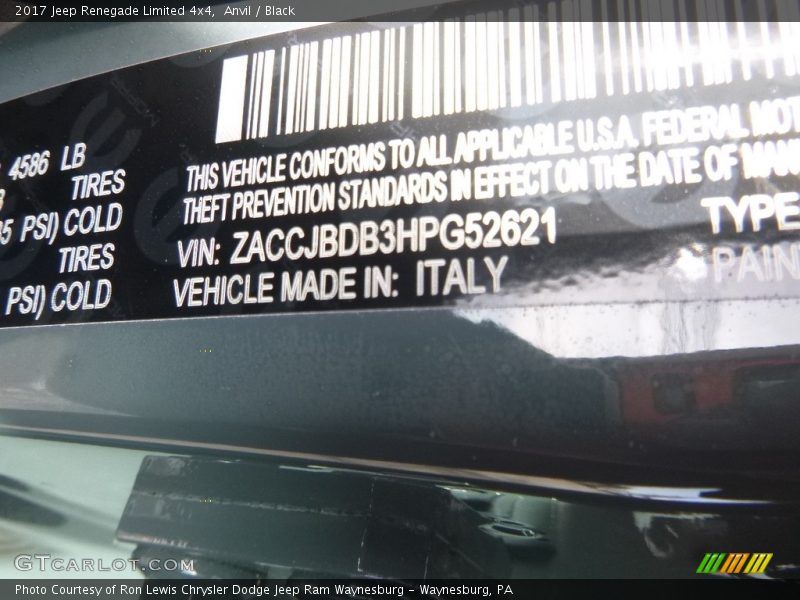 2017 Jeep Renegade Limited 4x4, Anvil / Black
4586 LB
TIRES
PSI) COLD
TIRES
PSI) COLD
THIS VEHICLE CONFORMS TO ALL APPLICABLE U.S.A. FEDERAL
THEFT PREVENTION STANDARDS IN EFFECT ON THE DATE OF
VIN: ZACCJBDB3HPG52621
TYPE
VEHICLE MADE IN: ITALY
PAIN
GTCARLOT.COM
Photo Courtesy of Ron Lewis Chrysler Dodge Jeep Ram Waynesburg - Waynesburg, PA